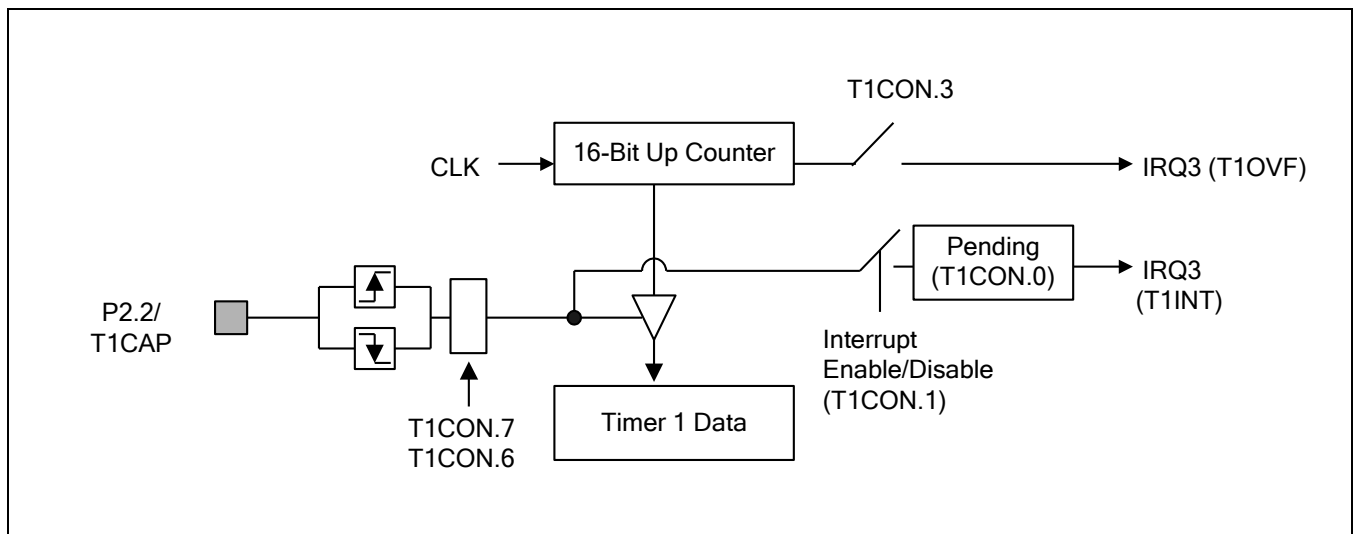 T1CON.3
CLK
16-Bit Up Counter
IRQ3 (T1OVF)
Pending
(T1CON.0)
IRQ3
(T1INT)
P2.2/
T1CAP
Interrupt
Enable/Disable
(T1CON.1)
T1CON.7
T1CON.6
Timer 1 Data